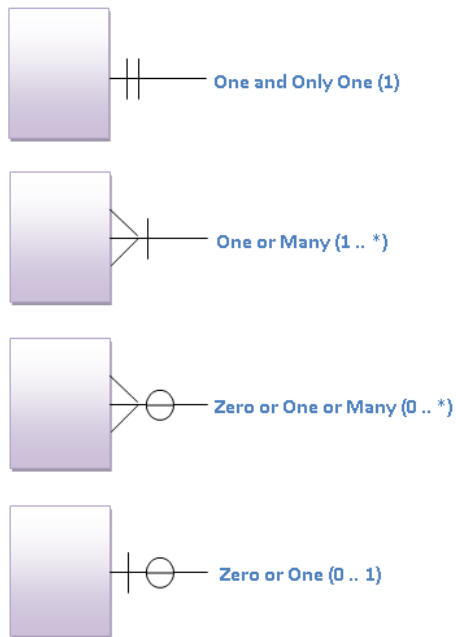 One and Only One (1)
One or Many (1 .. *)
Zero or One or Many (0 .. *)
Zero or One (0 .. 1)